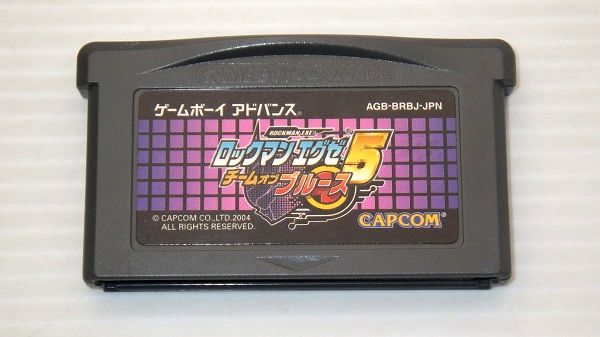 GAME BOY ADVANCE
ゲームボーイ アドバンス
AGB-BRBJ-JPN
ROCKMAN.EXE
ロックマン エグゼ 5
チーム オブ ブルース
© CAPCOM CO., LTD. 2004
ALL RIGHTS RESERVED.
CAPCOM